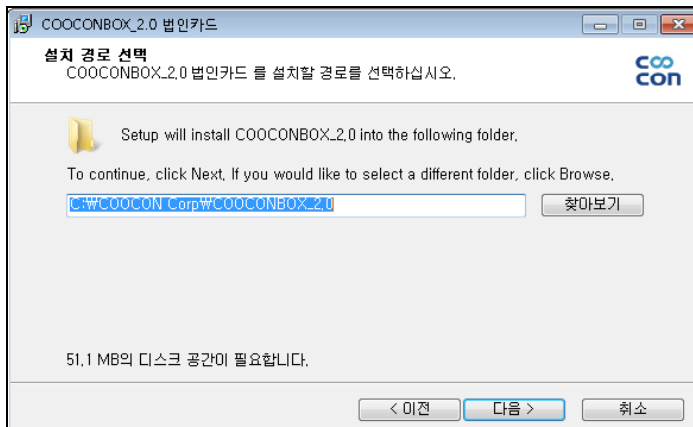 COOCONBOX_2.0 법인카드
설치 경로 선택
COOCONBOX_2.0 법인카드 를 설치할 경로를 선택하십시오.
coo
con
Setup will install COOCONBOX_2.0 into the following folder.
To continue, click Next. If you would like to select a different folder, click Browse.
C:₩COOCON Corp₩COOCONBOX_2.0
찾아보기
51.1 MB의 디스크 공간이 필요합니다.
< 이전
다음 >
취소